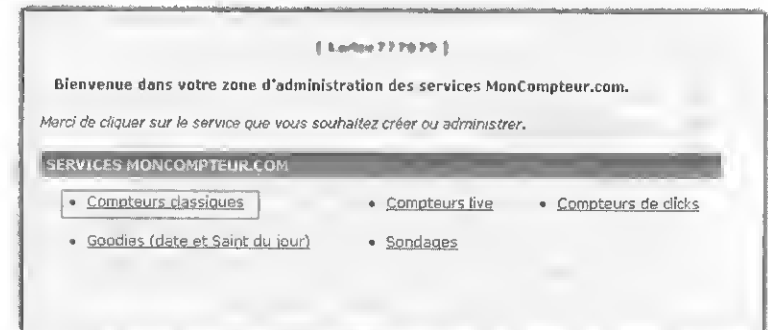 Bienvenue dans votre zone d'administration des services MonCompteur.com.
Merci de cliquer sur le service que vous souhaitez créer ou administrer.
SERVICES MONCOMPTEUR.COM
• Compteurs classiques • Compteurs live • Compteurs de clicks
• Goodies (date et Saint du jour) • Sondages